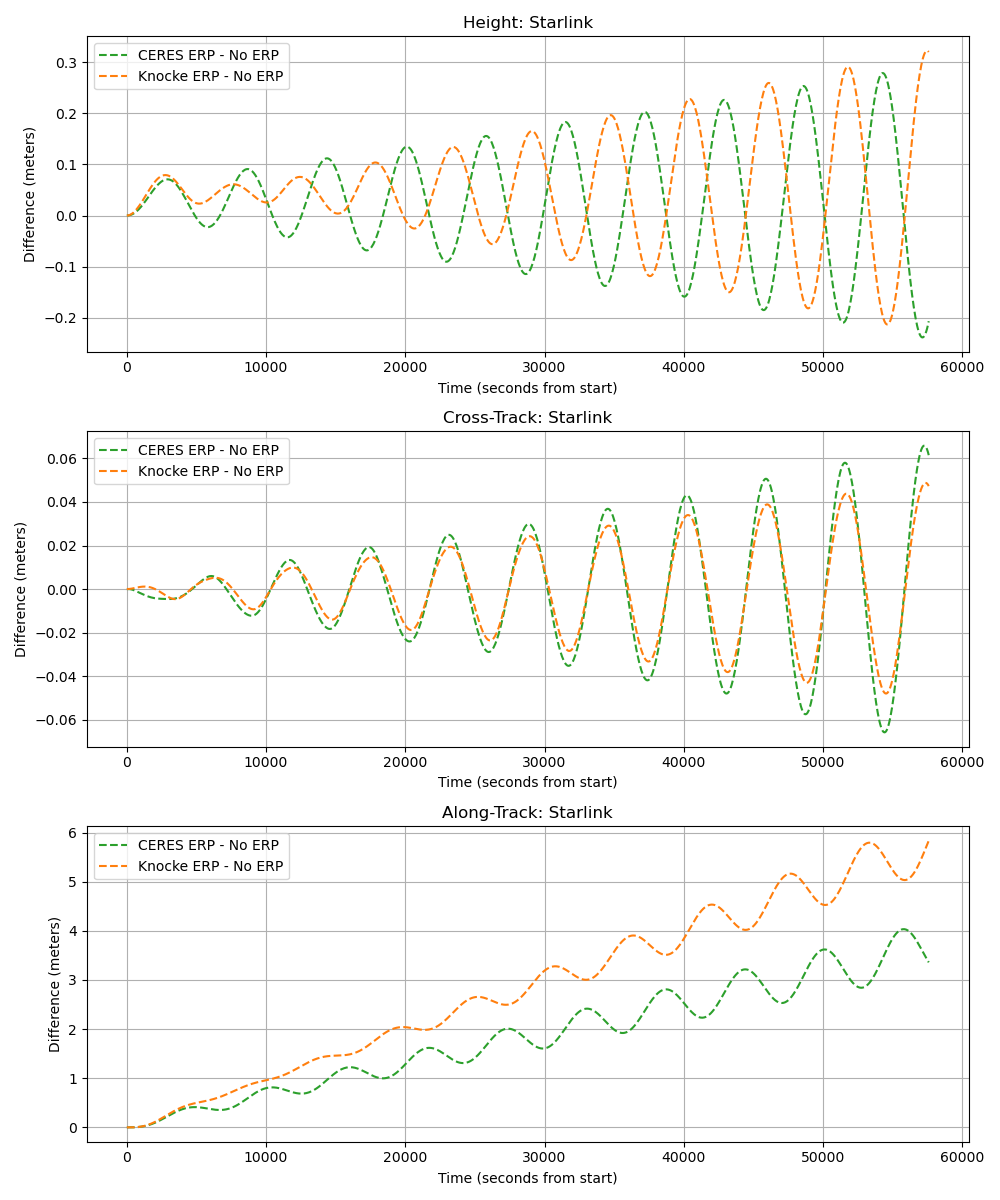 Height: Starlink
CERES ERP - No ERP
Knocke ERP - No ERP
Difference (meters)
0.3
0.2
0.1
0.0
−0.1
−0.2
0 10000 20000 30000 40000 50000 60000
Time (seconds from start)
Cross-Track: Starlink
CERES ERP - No ERP
Knocke ERP - No ERP
Difference (meters)
0.06
0.04
0.02
0.00
−0.02
−0.04
−0.06
0 10000 20000 30000 40000 50000 60000
Time (seconds from start)
Along-Track: Starlink
CERES ERP - No ERP
Knocke ERP - No ERP
Difference (meters)
6
5
4
3
2
1
0
0 10000 20000 30000 40000 50000 60000
Time (seconds from start)